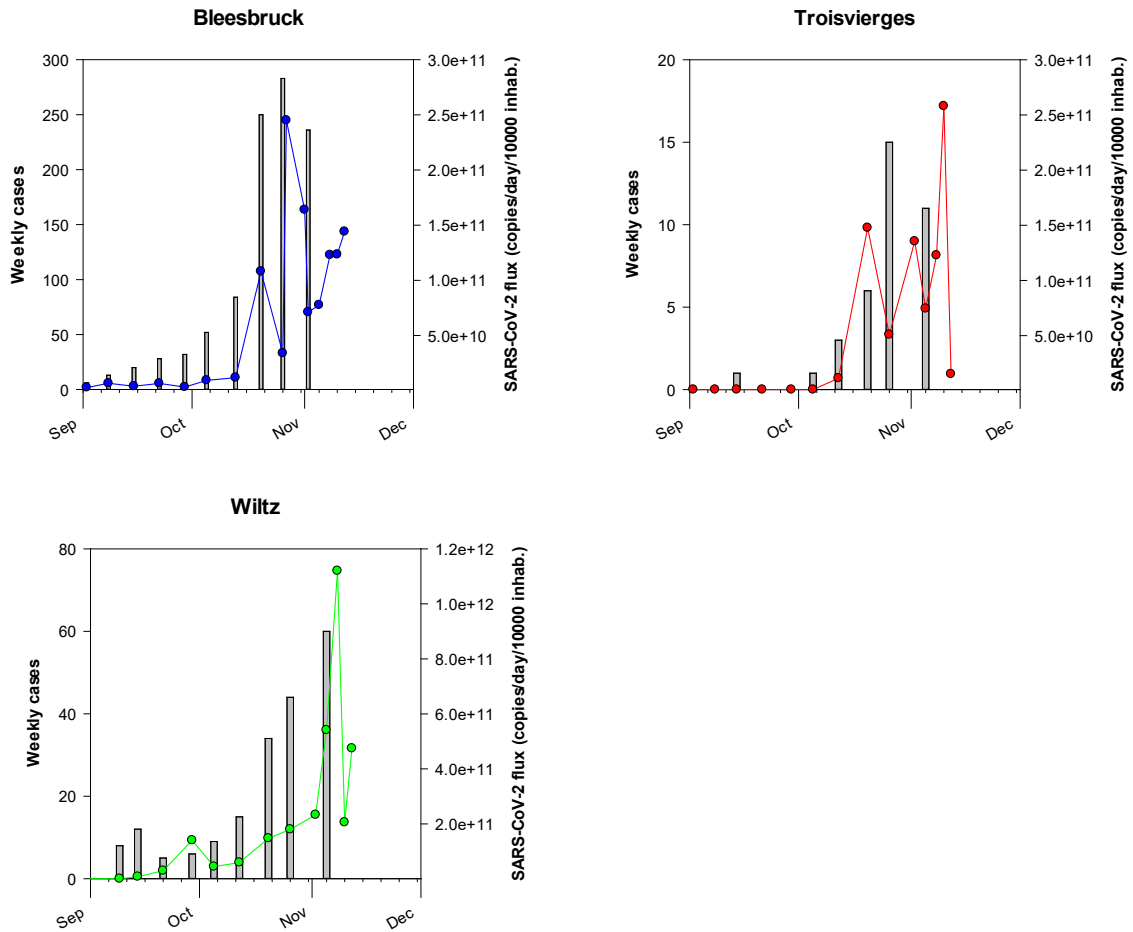 Bleesbruck
300
250
200
150
100
50
0
Weekly cases
3.0e+11
2.5e+11
2.0e+11
1.5e+11
1.0e+11
5.0e+10
SARS-CoV-2 flux (copies/day/10000 inhab.)
Sep
Oct
Nov
Dec
Troisvierges
20
15
10
5
0
Weekly cases
3.0e+11
2.5e+11
2.0e+11
1.5e+11
1.0e+11
5.0e+10
SARS-CoV-2 flux (copies/day/10000 inhab.)
Sep
Oct
Nov
Dec
Wiltz
80
60
40
20
0
Weekly cases
1.2e+12
1.0e+12
8.0e+11
6.0e+11
4.0e+11
2.0e+11
SARS-CoV-2 flux (copies/day/10000 inhab.)
Sep
Oct
Nov
Dec